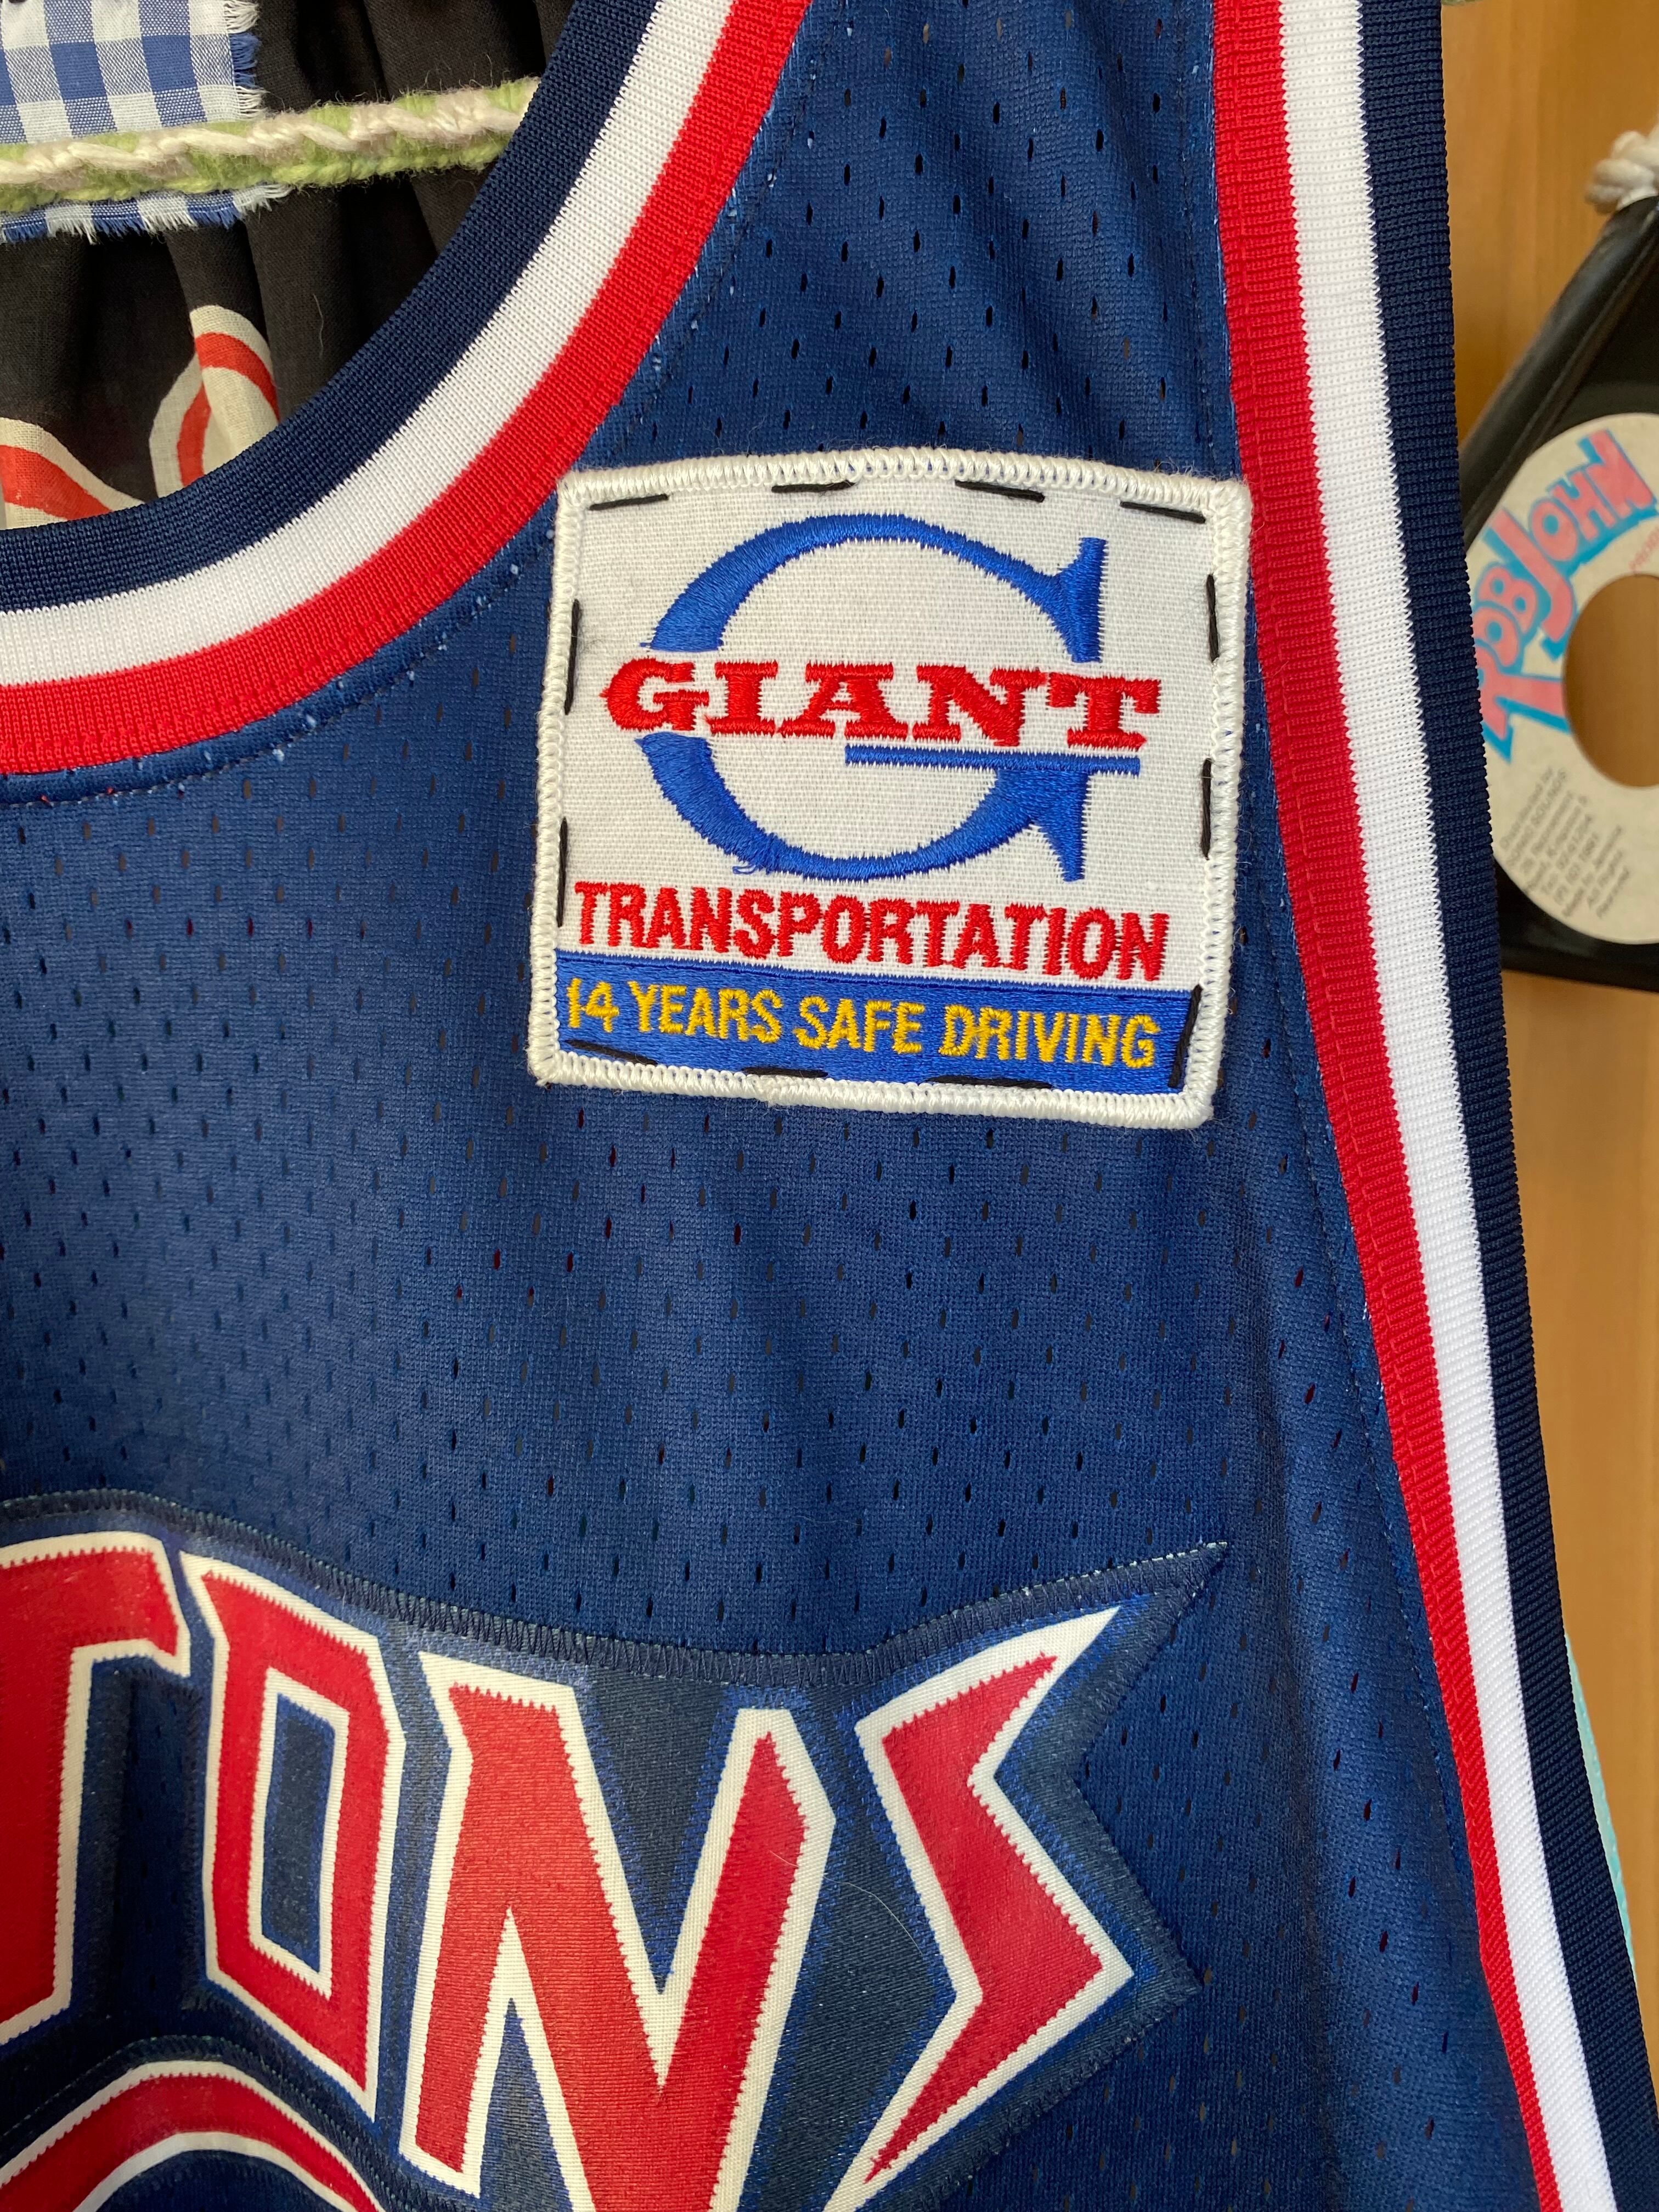 G
GIANT
TRANSPORTATION
14 YEARS SAFE DRIVING
TONS
ROBJOHN